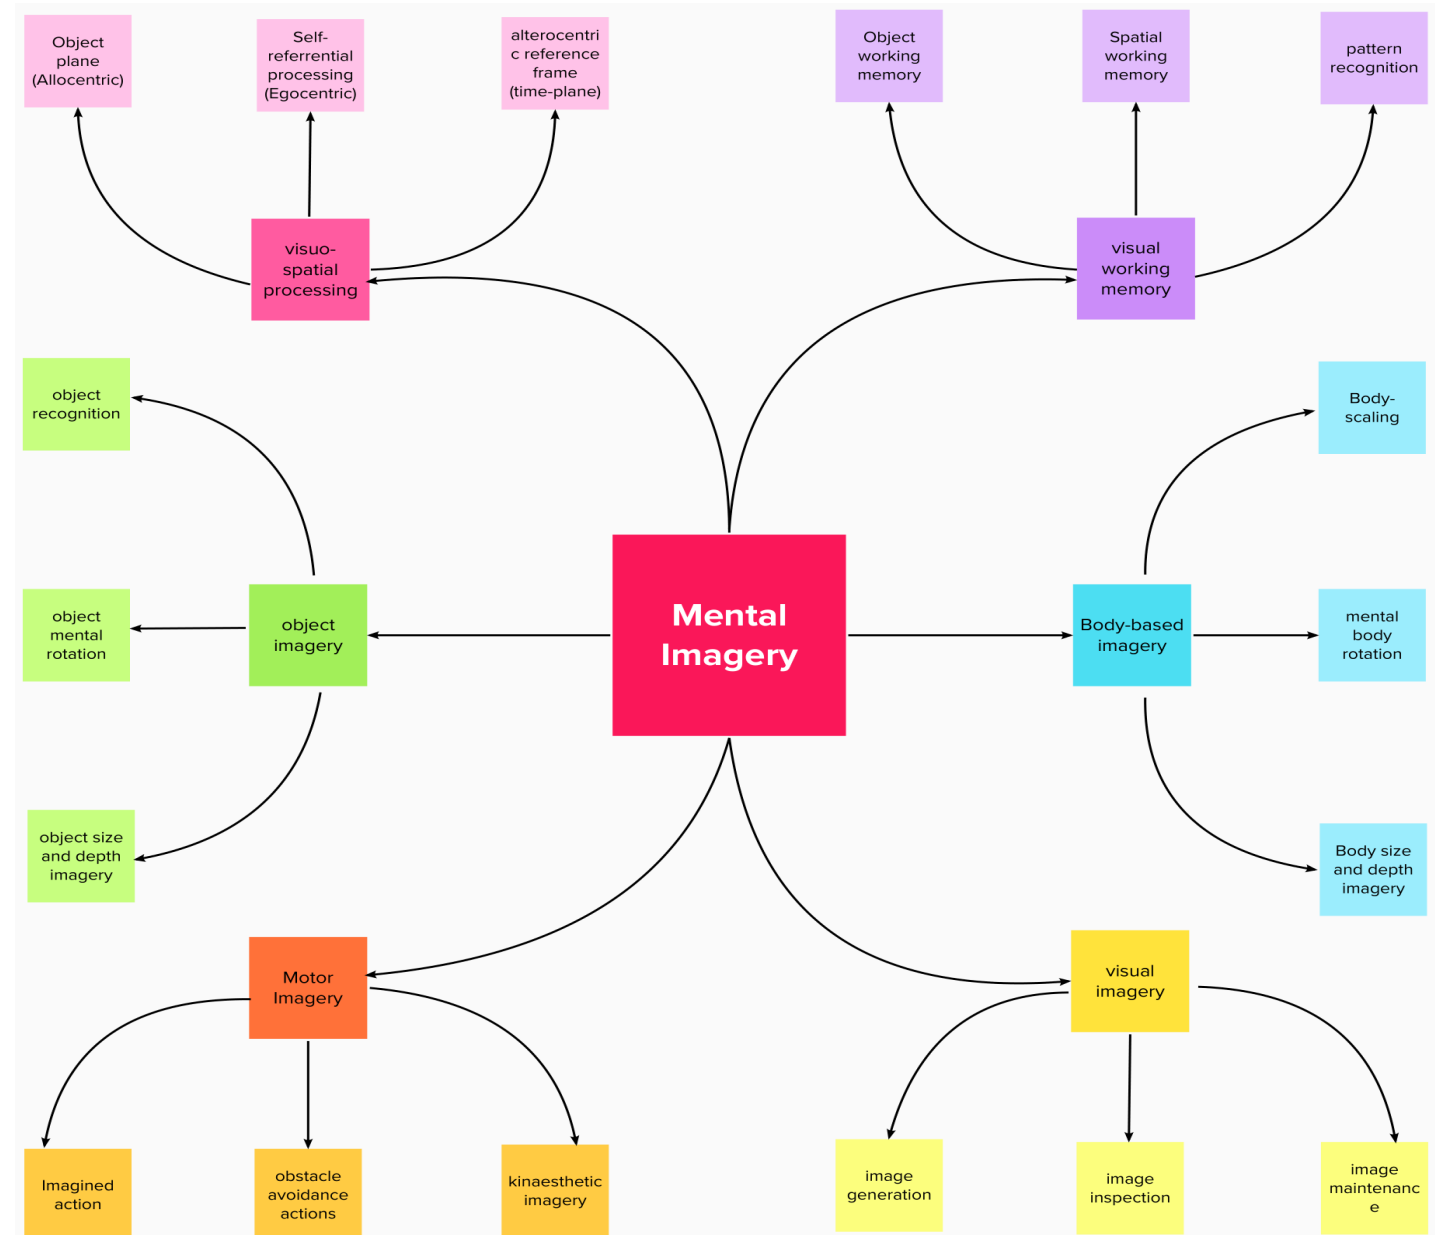 Object
plane
(Allocentric)
Self-
referrential
processing
(Egocentric)
alterocentri
c reference
frame
(time-plane)
Object
working
memory
Spatial
working
memory
pattern
recognition
visuo-
spatial
processing
visual
working
memory
object
recognition
Body-
scaling
object
mental
rotation
object
imagery
Mental
Imagery
Body-based
imagery
mental
body
rotation
object size
and depth
imagery
Body size
and depth
imagery
Motor
Imagery
visual
imagery
Imagined
action
obstacle
avoidance
actions
kinaesthetic
imagery
image
generation
image
inspection
image
maintenanc
e